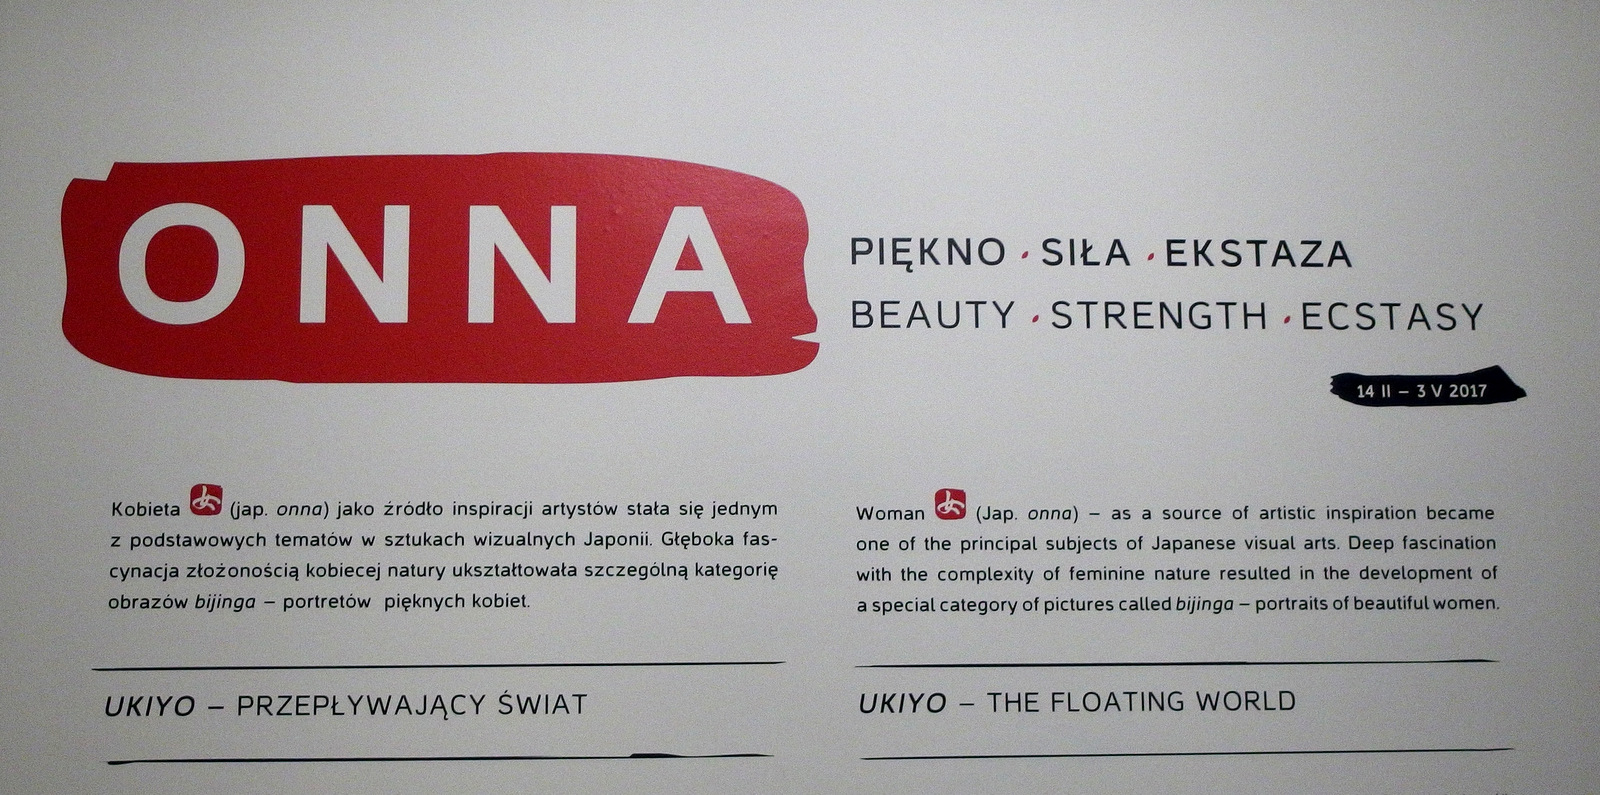 ONNA
PIĘKNO • SIŁA • EKSTAZA
BEAUTY • STRENGTH • ECSTASY
14 II – 3 V 2017
Kobieta 女 (jap. onna) jako źródło inspiracji artystów stała się jednym
z podstawowych tematów w sztukach wizualnych Japonii. Głęboka fas-
cynacja złożonością kobiecej natury ukształtowała szczególną kategorię
obrazów bijinga – portretów pięknych kobiet.
Woman 女 (Jap. onna) – as a source of artistic inspiration became
one of the principal subjects of Japanese visual arts. Deep fascination
with the complexity of feminine nature resulted in the development of
a special category of pictures called bijinga – portraits of beautiful women.
UKIYO – PRZEPŁYWAJĄCY ŚWIAT
UKIYO – THE FLOATING WORLD